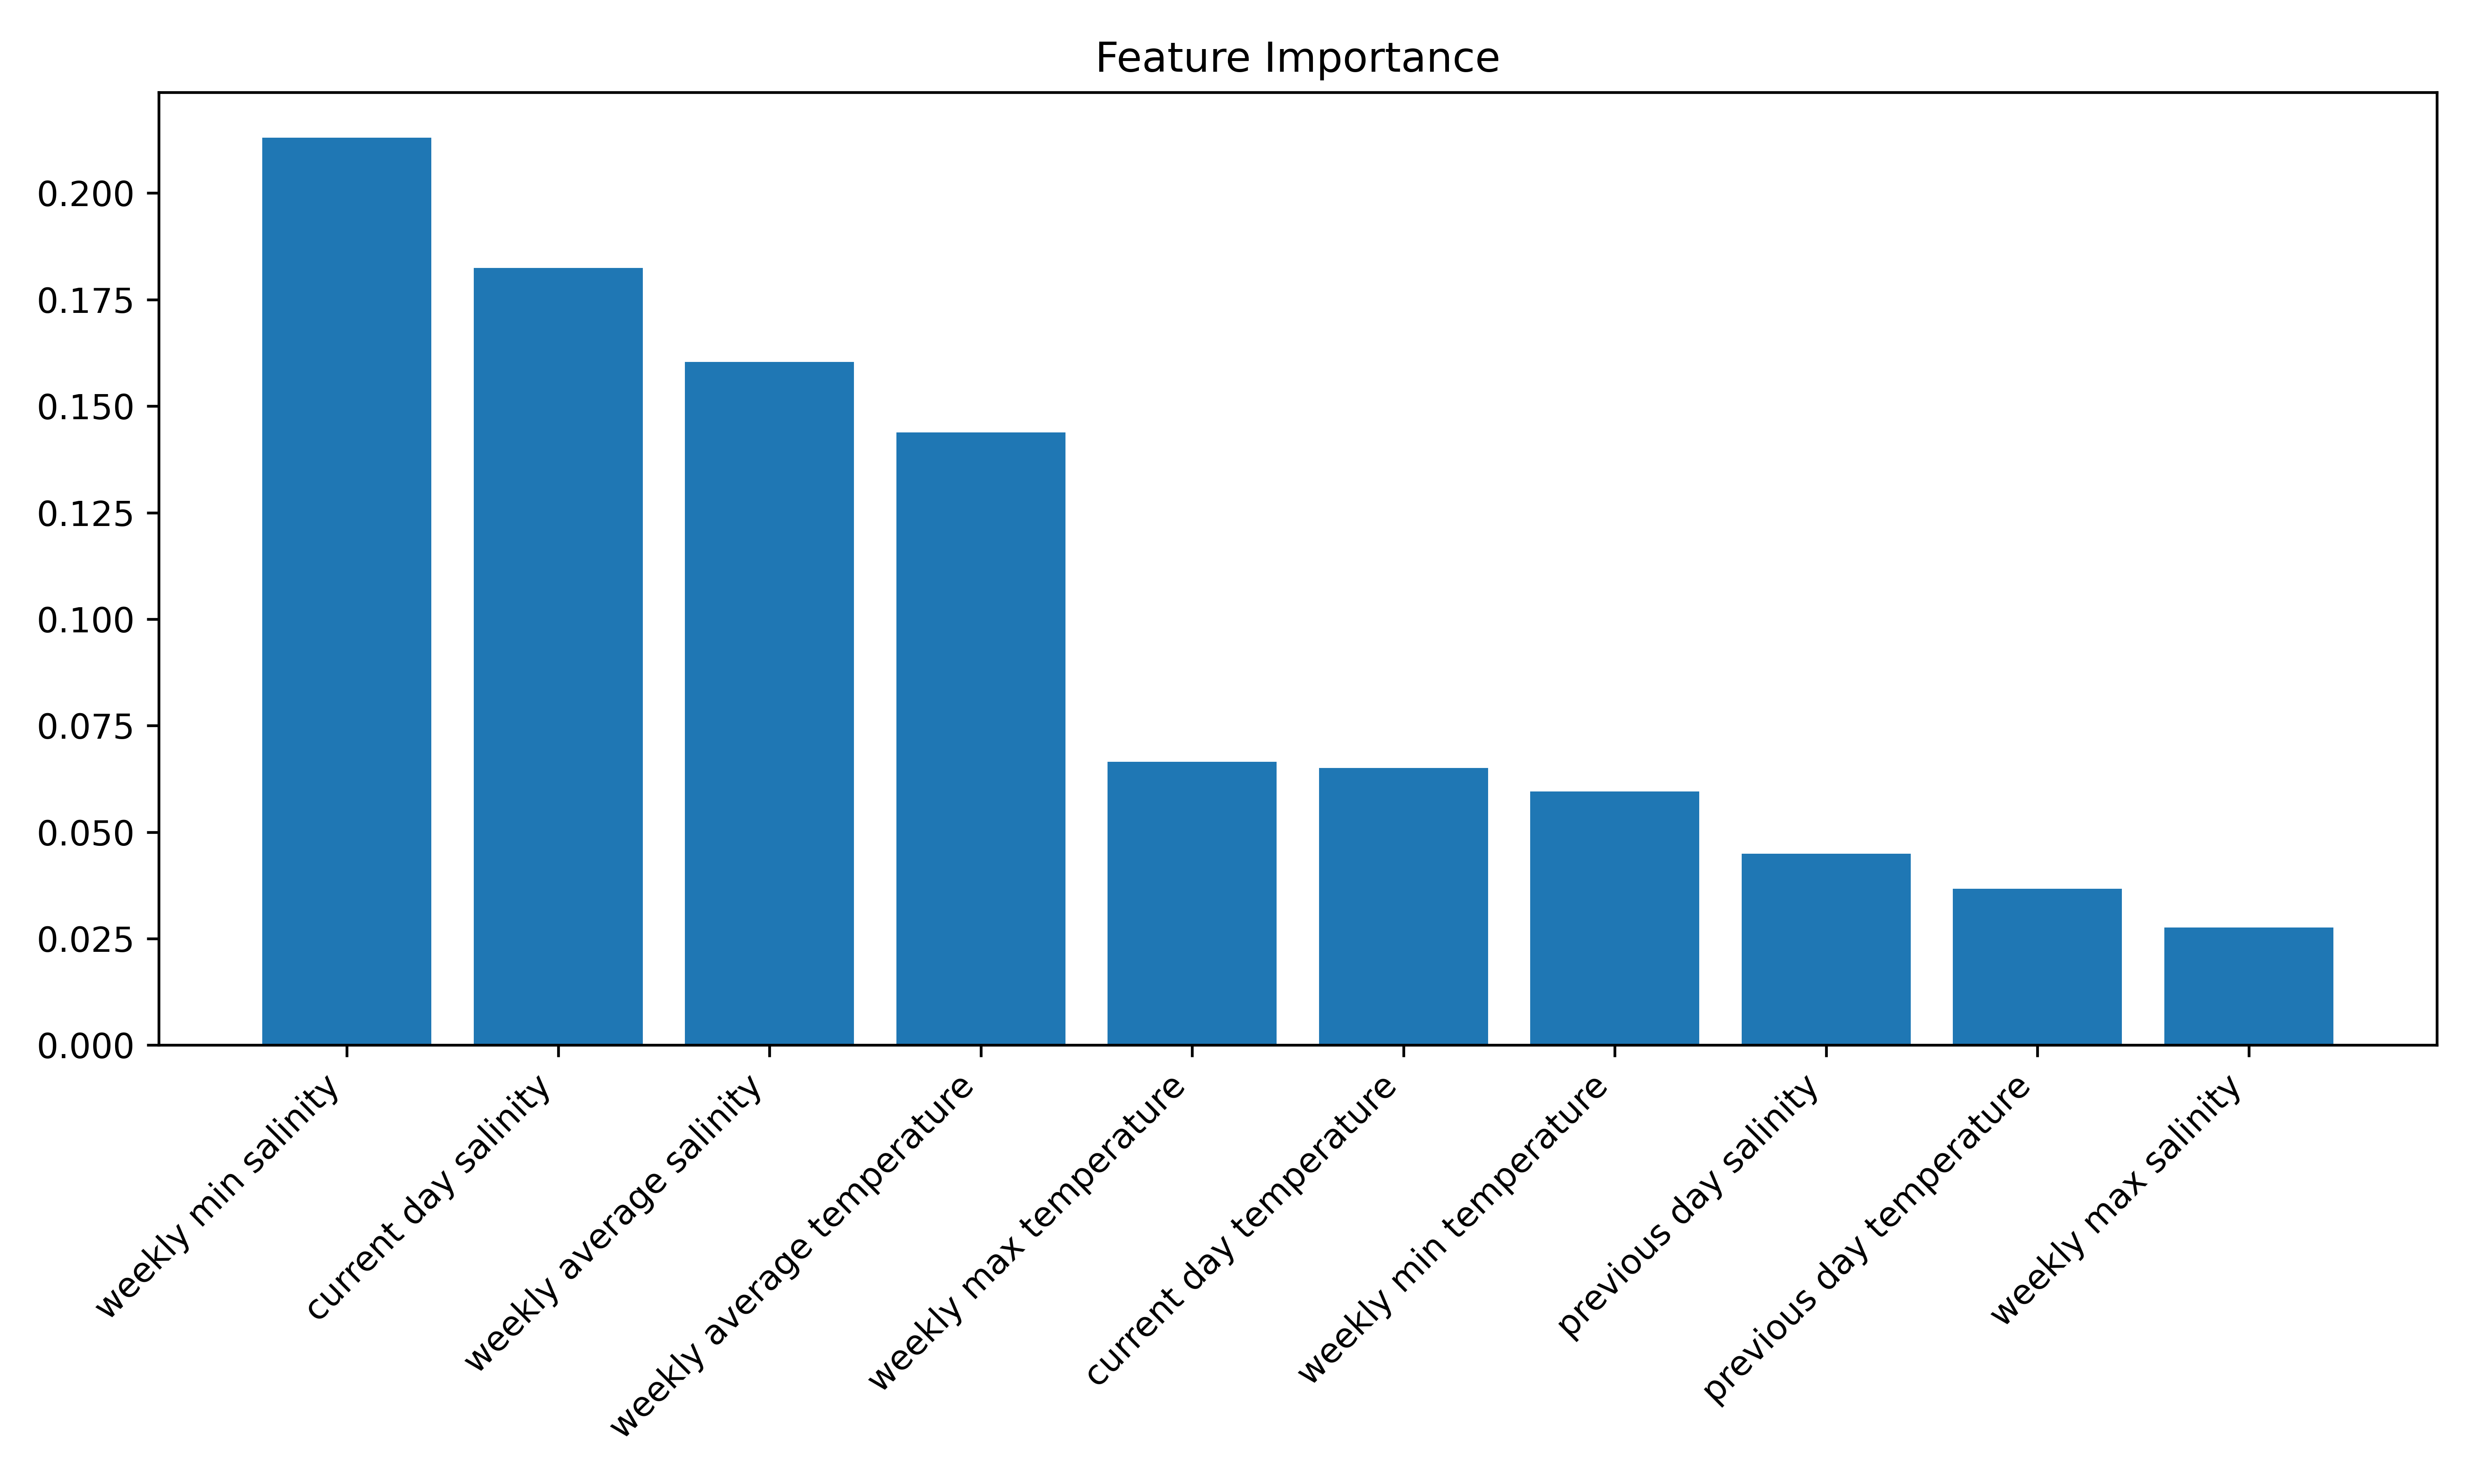 Feature Importance
0.200
0.175
0.150
0.125
0.100
0.075
0.050
0.025
0.000
weekly min salinity
current day salinity
weekly average salinity
weekly average temperature
weekly max temperature
current day temperature
weekly min temperature
previous day salinity
previous day temperature
weekly max salinity